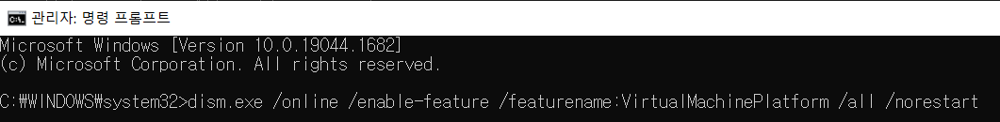 관리자: 명령 프롬프트
Microsoft Windows [Version 10.0.19044.1682]
(c) Microsoft Corporation. All rights reserved.
C:₩WINDOWS₩system32>dism.exe /online /enable-feature /featurename:VirtualMachinePlatform /all /norestart